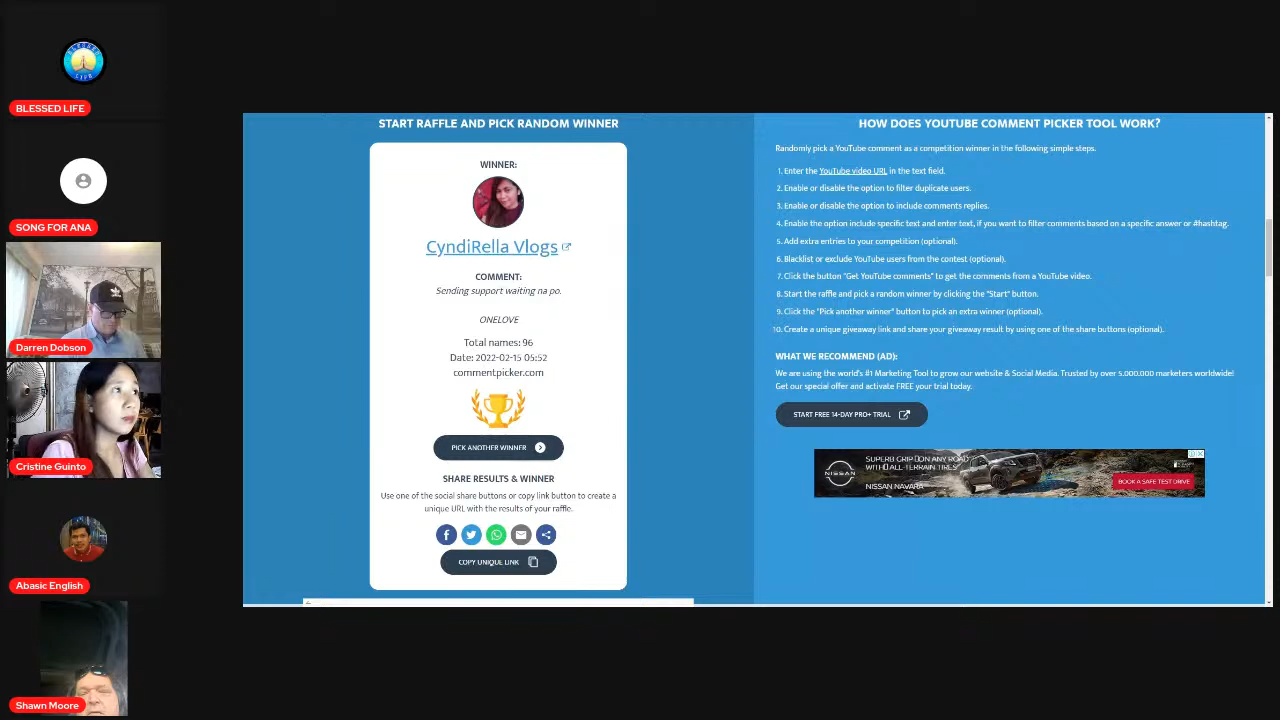 BLESSED LIFE
SONG FOR ANA
Darren Dobson
Cristine Guinto
Abasic English
Shawn Moore
START RAFFLE AND PICK RANDOM WINNER
WINNER:
CyndiRella Vlogs
COMMENT:
Sending support waiting na po.
ONELOVE
Total names: 96
Date: 2022-02-15 05:52
commentpicker.com
PICK ANOTHER WINNER
SHARE RESULTS & WINNER
Use one of the social share buttons or copy link button to create a
unique URL with the results of your raffle.
COPY UNIQUE LINK
HOW DOES YOUTUBE COMMENT PICKER TOOL WORK?
Randomly pick a YouTube comment as a competition winner in the following simple steps.
1. Enter the YouTube video URL in the text field.
2. Enable or disable the option to filter duplicate users.
3. Enable or disable the option to include comments replies.
4. Enable the option include specific text and enter text, if you want to filter comments based on a specific answer or #hashtag.
5. Add extra entries to your competition (optional).
6. Blacklist or exclude YouTube users from the contest (optional).
7. Click the button "Get YouTube comments" to get the comments from a YouTube video.
8. Start the raffle and pick a random winner by clicking the "Start" button.
9. Click the "Pick another winner" button to pick an extra winner (optional).
10. Create a unique giveaway link and share your giveaway result by using one of the share buttons (optional).
WHAT WE RECOMMEND (AD):
We are using the world's #1 Marketing Tool to grow our website & Social Media. Trusted by over 5.000.000 marketers worldwide!
Get our special offer and activate FREE your trial today.
START FREE 14-DAY PRO+ TRIAL
NISSAN
SUPERB GRIP ON ANY ROAD
WITH ALL-TERRAIN TIRES
NISSAN NAVARA
BOOK A SAFE TEST DRIVE